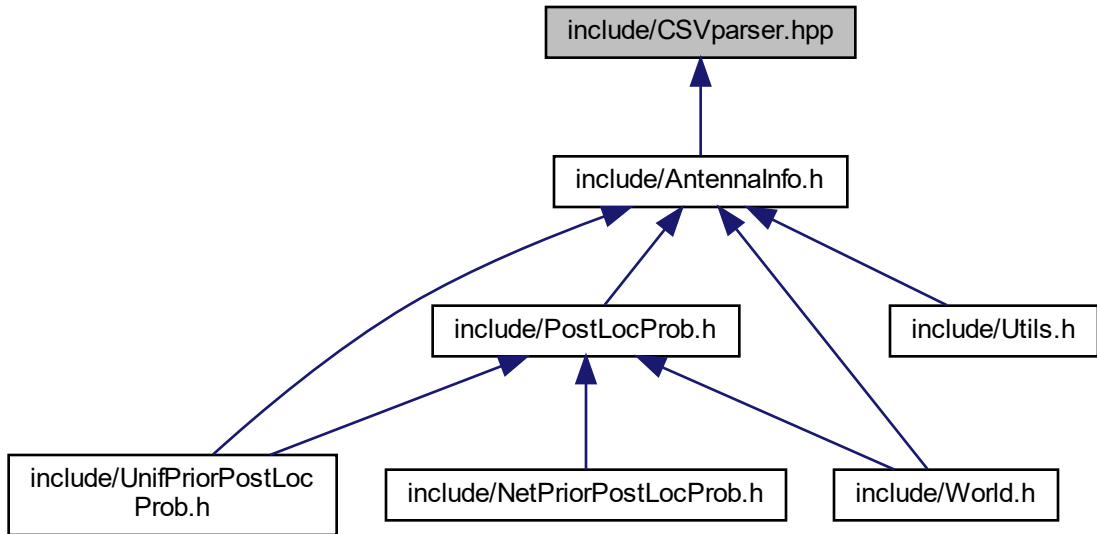 include/CSVparser.hpp
include/AntennaInfo.h
include/PostLocProb.h
include/Utils.h
include/UnifPriorPostLoc
Prob.h
include/NetPriorPostLocProb.h
include/World.h